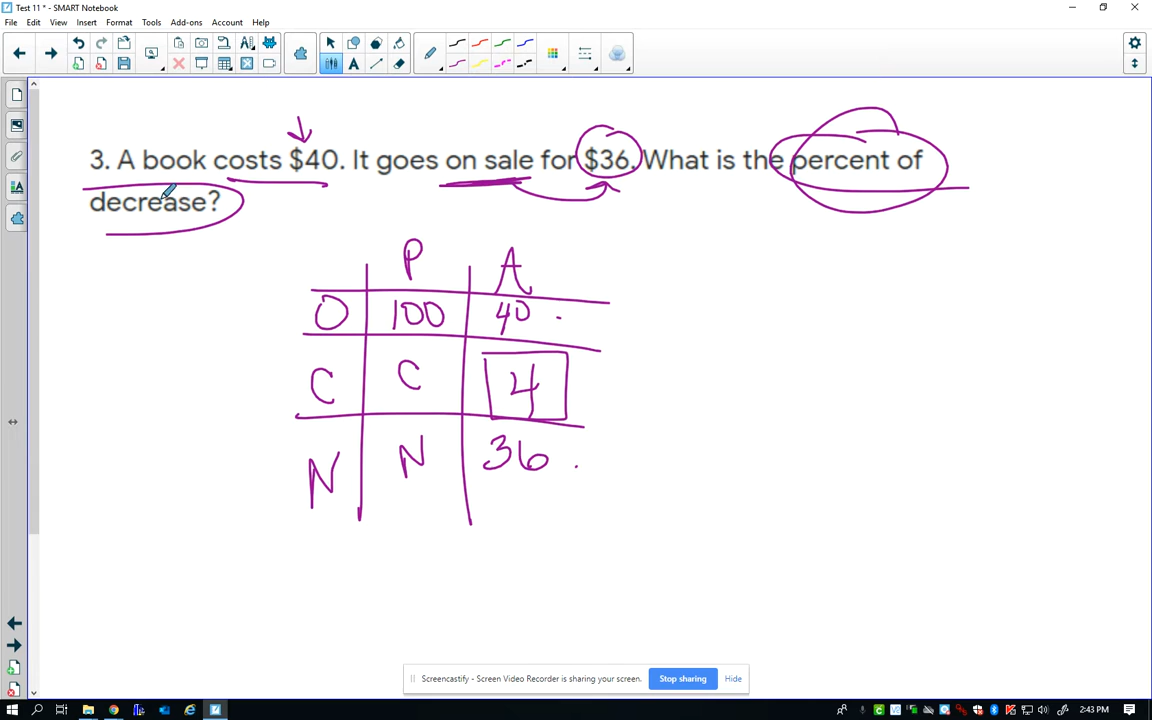 Test 11 * - SMART Notebook
File Edit View Insert Format Tools Add-ons Account Help
3. A book costs $40. It goes on sale for $36. What is the percent of
decrease?
P A
O 100 40
C C 4
N N 36
Screencastify - Screen Video Recorder is sharing your screen. Stop sharing Hide
2:43 PM